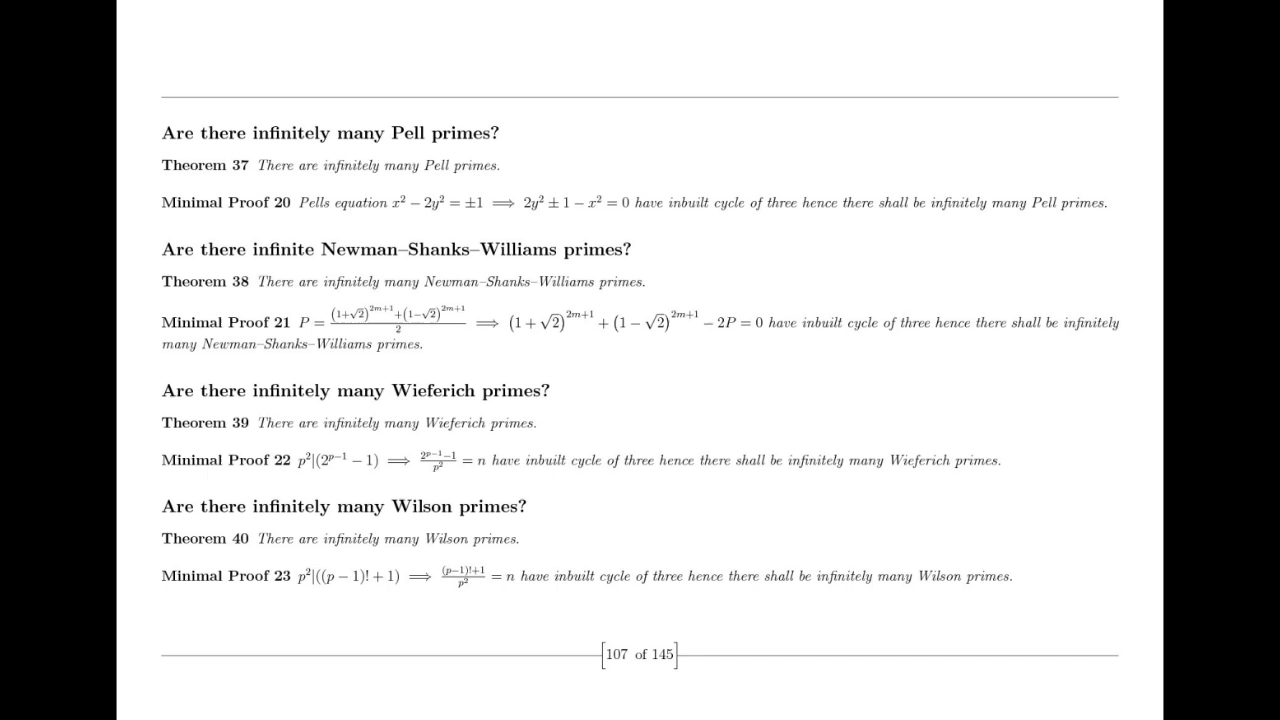 Are there infinitely many Pell primes?
Theorem 37 There are infinitely many Pell primes.
Minimal Proof 20 Pells equation x² − 2y² = ±1 ⟹ 2y² ± 1 − x² = 0 have inbuilt cycle of three hence there shall be infinitely many Pell primes.
Are there infinite Newman–Shanks–Williams primes?
Theorem 38 There are infinitely many Newman–Shanks–Williams primes.
Minimal Proof 21 P = \frac{(1+√2)^{2m+1}+(1−√2)^{2m+1}}{2} ⟹ (1 + √2)^{2m+1} + (1 − √2)^{2m+1} − 2P = 0 have inbuilt cycle of three hence there shall be infinitely
many Newman–Shanks–Williams primes.
Are there infinitely many Wieferich primes?
Theorem 39 There are infinitely many Wieferich primes.
Minimal Proof 22 p²|(2^{p−1} − 1) ⟹ \frac{2^{p−1}−1}{p²} = n have inbuilt cycle of three hence there shall be infinitely many Wieferich primes.
Are there infinitely many Wilson primes?
Theorem 40 There are infinitely many Wilson primes.
Minimal Proof 23 p²|((p − 1)! + 1) ⟹ \frac{(p−1)!+1}{p²} = n have inbuilt cycle of three hence there shall be infinitely many Wilson primes.
[107 of 145]